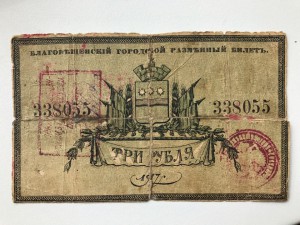 БЛАГОВѢЩЕНСКІЙ ГОРОДСКОЙ РАЗМѢННЫЙ БИЛЕТЪ.
338055 338055
ТРИ РУБЛЯ
1917